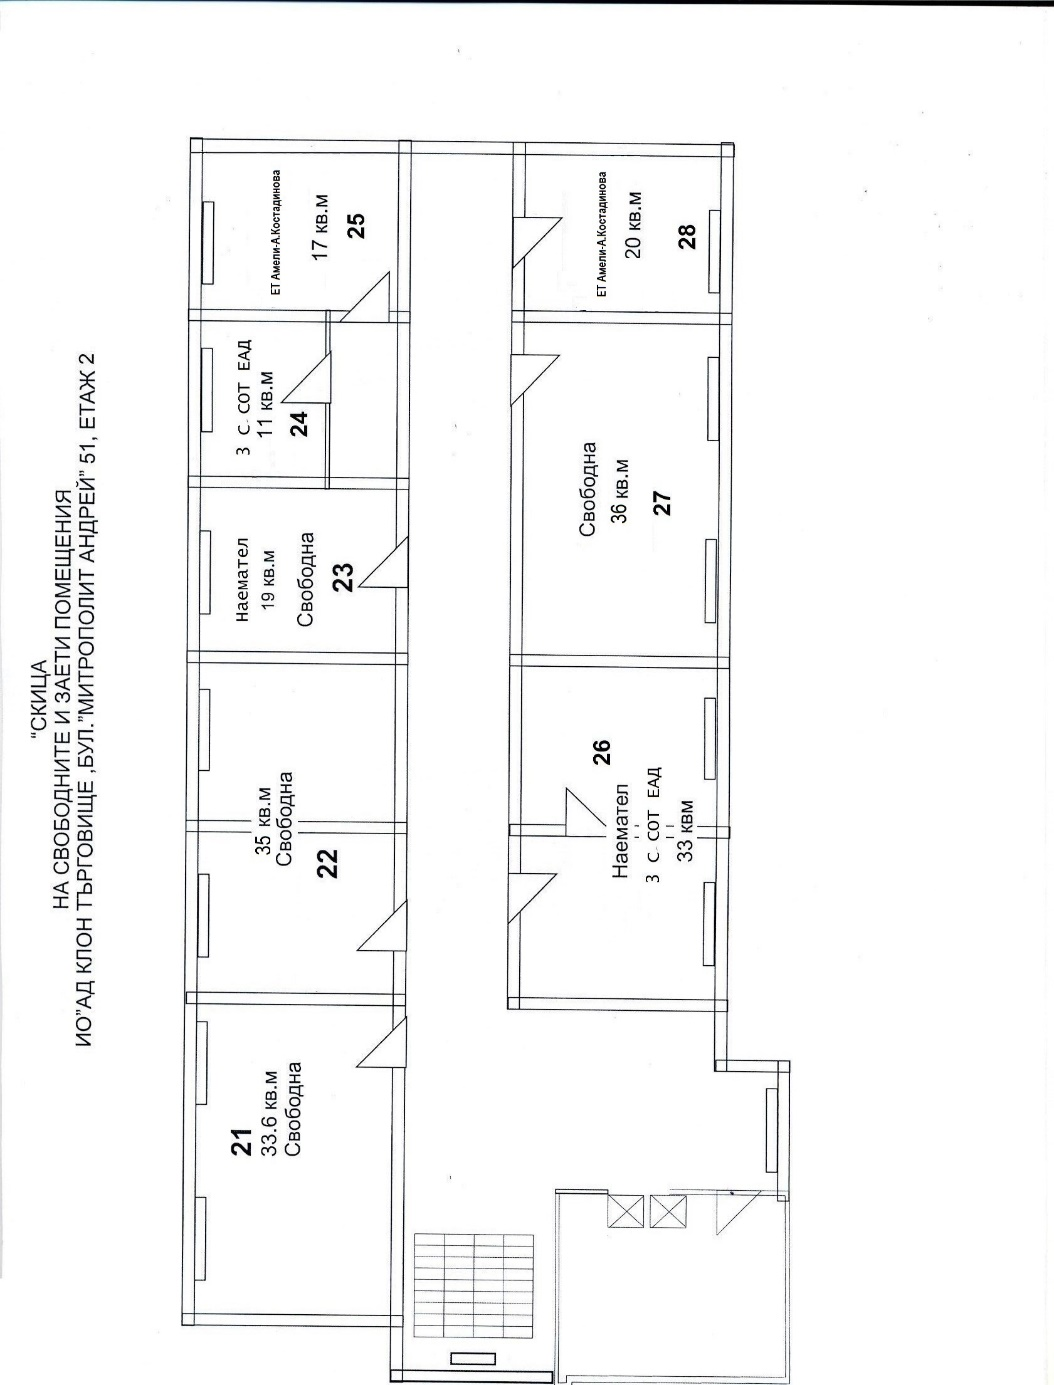 “СКИЦА
НА СВОБОДНИТЕ И ЗАЕТИ ПОМЕЩЕНИЯ
ИО”АД КЛОН ТЪРГОВИЩЕ ,БУЛ.”МИТРОПОЛИТ АНДРЕЙ” 51, ЕТАЖ 2
21
33.6 кв.м
Свободна
35 кв.м
Свободна
22
Наемател
19 кв.м
Свободна
23
З С-СОТ ЕАД
11 кв.м
24
ЕТ Амели-А.Костадинова
17 кв.м
25
26
Наемател
З С-СОТ ЕАД
33 квм
Свободна
36 кв.м
27
ЕТ Амели-А.Костадинова
20 кв.м
28